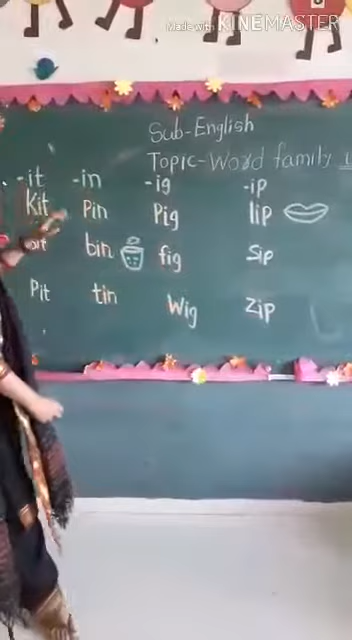 Made with KINEMASTER
Sub-English
Topic-Word family
-it -in -ig -ip
Kit Pin Pig lip
bin fig Sip
Pit tin Wig Zip